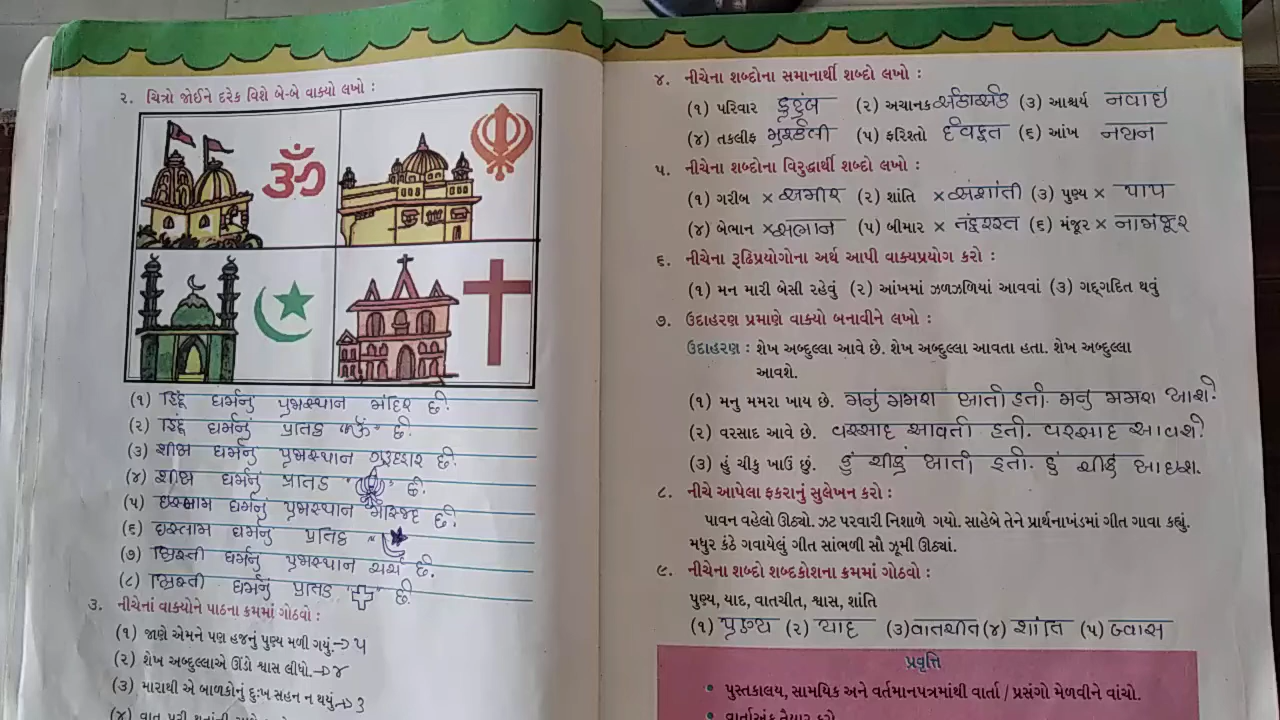 ૨. ચિત્રો જોઈને દરેક વિશે બે-બે વાક્યો લખો :
ॐ
(૧) હિંદુ ધર્મનું પૂજાસ્થાન મંદિર છે.
(૨) હિંદુ ધર્મનું પ્રતિક "ૐ" છે.
(૩) શીખ ધર્મનું પૂજાસ્થાન ગુરુદ્વારા છે.
(૪) શીખ ધર્મનું પ્રતિક " " છે.
(૫) ઇસ્લામ ધર્મનું પૂજાસ્થાન મસ્જિદ છે.
(૬) ઇસ્લામ ધર્મનું પ્રતિક
(૭) ખ્રિસ્તી ધર્મનું પૂજાસ્થાન ચર્ચ છે.
(૮) ખ્રિસ્તી ધર્મનું પ્રતિક " " છે.
૩. નીચેનાં વાક્યોને પાઠના ક્રમમાં ગોઠવો :
(૧) જાણે એમને પણ હજનું પુણ્ય મળી ગયું.→ ૫
(૨) શેખ અબ્દુલ્લાએ ઊંડો શ્વાસ લીધો.→૪
(૩) મારાથી એ બાળકોનું દુઃખ સહન ન થયું.→૩
૪. નીચેના શબ્દોના સમાનાર્થી શબ્દો લખો :
(૧) પરિવાર કુટુંબ (૨) અચાનક એકાએક (૩) આશ્ચર્ય નવાઈ
(૪) તકલીફ મુશ્કેલી (૫) ફરિશ્તો દેવદૂત (૬) આંખ નયન
૫. નીચેના શબ્દોના વિરુદ્ધાર્થી શબ્દો લખો :
(૧) ગરીબ × અમીર (૨) શાંતિ × અશાંતી (૩) પુણ્ય × પાપ
(૪) બેભાન × સભાન (૫) બીમાર × તંદુરસ્ત (૬) મંજૂર × નામંજૂર
૬. નીચેના રૂઢિપ્રયોગોના અર્થ આપી વાક્યપ્રયોગ કરો :
(૧) મન મારી બેસી રહેવું (૨) આંખમાં ઝળઝળિયાં આવવાં (૩) ગદ્‌ગદિત થવું
૭. ઉદાહરણ પ્રમાણે વાક્યો બનાવીને લખો :
ઉદાહરણ : શેખ અબ્દુલ્લા આવે છે. શેખ અબ્દુલ્લા આવતા હતા. શેખ અબ્દુલ્લા
આવશે.
(૧) મનુ મમરા ખાય છે. મનુ મમરા ખાતી હતી. મનુ મમરા ખાશે.
(૨) વરસાદ આવે છે. વરસાદ આવતો હતો. વરસાદ આવશે.
(૩) હું ચીકુ ખાઉં છું. હું ચીકું ખાતી હતી. હું ચીકું ખાઇશ.
૮. નીચે આપેલા ફકરાનું સુલેખન કરો :
પાવન વહેલો ઊઠ્યો. ઝટ પરવારી નિશાળે ગયો. સાહેબે તેને પ્રાર્થનાખંડમાં ગીત ગાવા કહ્યું.
મધુર કંઠે ગવાયેલું ગીત સાંભળી સૌ ઝૂમી ઊઠ્યાં.
૯. નીચેના શબ્દો શબ્દકોશના ક્રમમાં ગોઠવો :
પુણ્ય, યાદ, વાતચીત, શ્વાસ, શાંતિ
(૧) પુણ્ય (૨) યાદ (૩) વાતચીત (૪) શાંતિ (૫) શ્વાસ
પ્રવૃત્તિ
• પુસ્તકાલય, સામયિક અને વર્તમાનપત્રમાંથી વાર્તા / પ્રસંગો મેળવીને વાંચો.